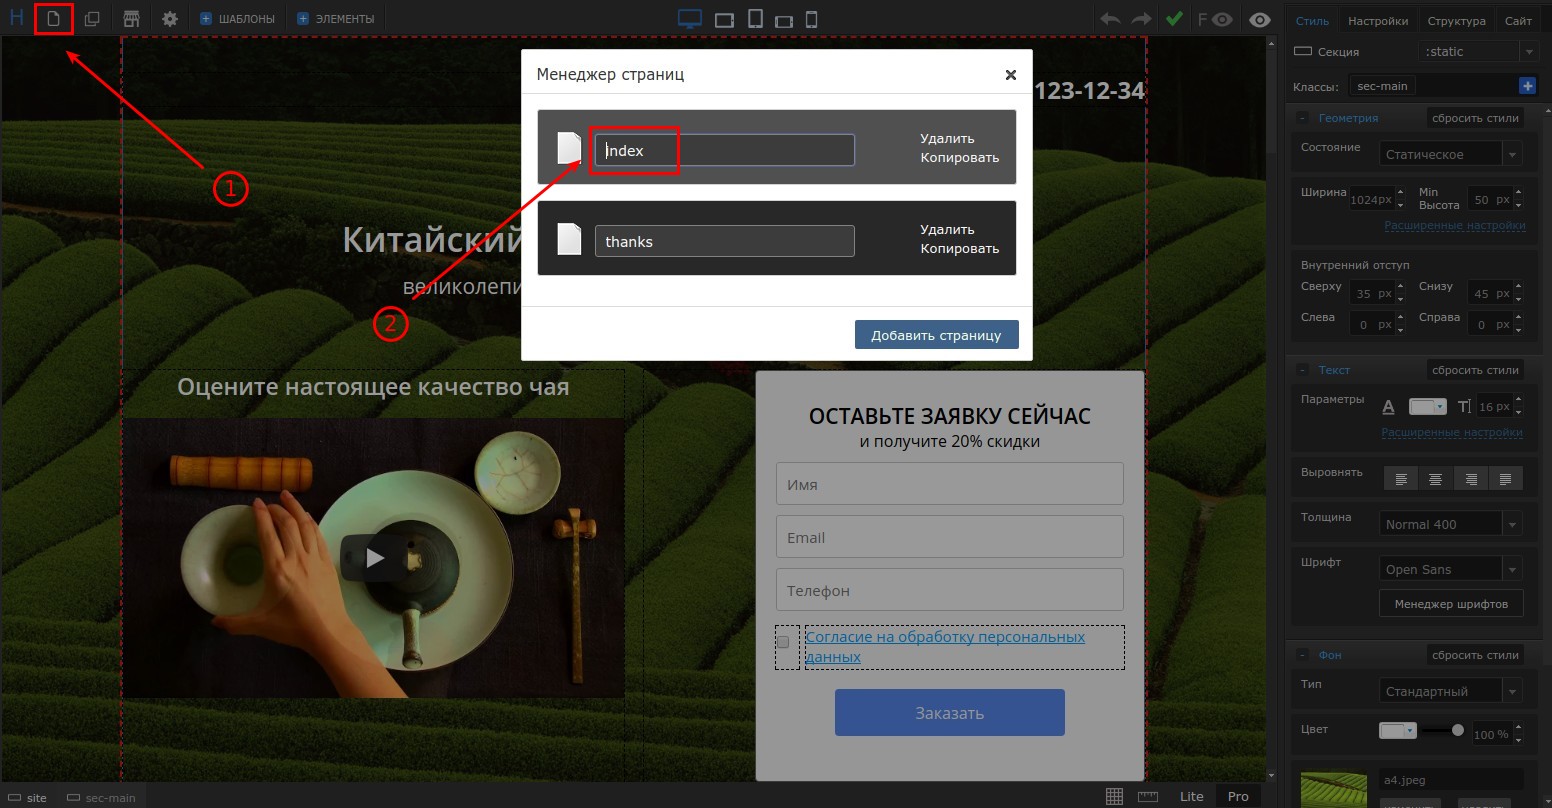 H
ШАБЛОНЫ
ЭЛЕМЕНТЫ
F
Стиль
Настройки
Структура
Сайт
Секция
:static
Классы:
sec-main
1
2
123-12-34
Китайский
великолепи
Менеджер страниц
index
Удалить
Копировать
thanks
Удалить
Копировать
Добавить страницу
Оцените настоящее качество чая
ОСТАВЬТЕ ЗАЯВКУ СЕЙЧАС
и получите 20% скидки
Имя
Email
Телефон
Согласие на обработку персональных
данных
Заказать
- Геометрия
сбросить стили
Состояние
Статическое
Ширина
1024px
Min
Высота
50 px
Расширенные настройки
Внутренний отступ
Сверху
35 px
Снизу
45 px
Слева
0 px
Справа
0 px
- Текст
сбросить стили
Параметры
A
T
16 px
Расширенные настройки
Выровнять
Толщина
Normal 400
Шрифт
Open Sans
Менеджер шрифтов
- Фон
сбросить стили
Тип
Стандартный
Цвет
100 %
a4.jpeg
site
sec-main
Lite
Pro